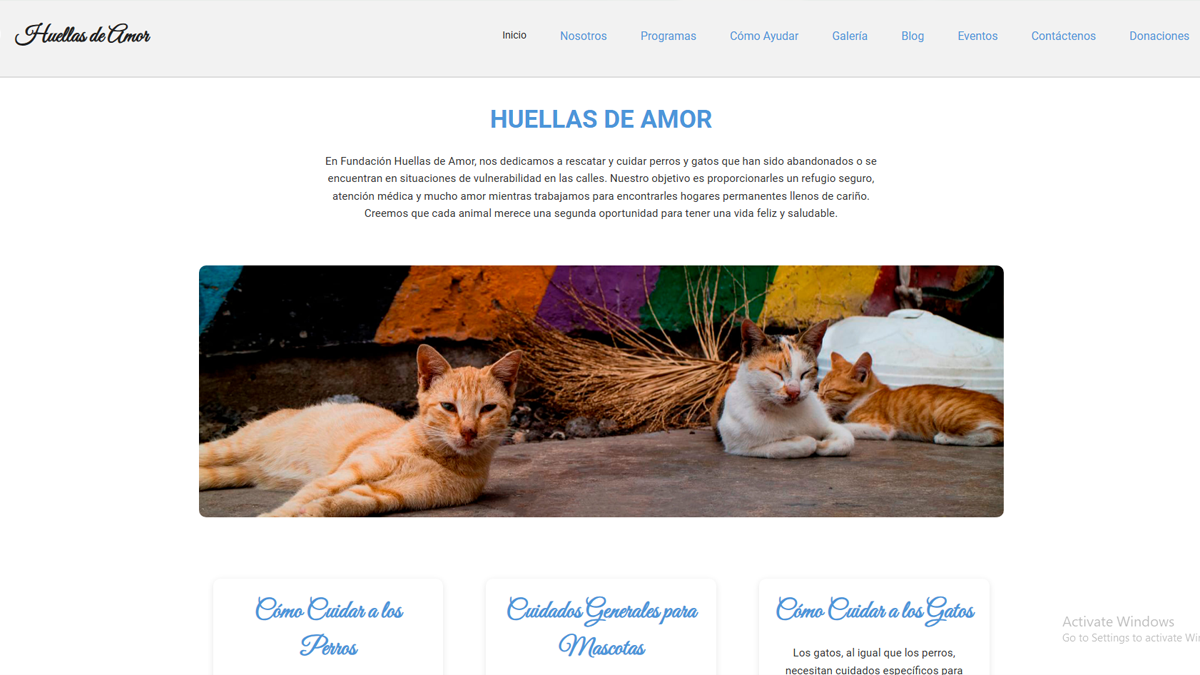 Huellas de Amor
Inicio Nosotros Programas Cómo Ayudar Galería Blog Eventos Contáctenos Donaciones
HUELLAS DE AMOR
En Fundación Huellas de Amor, nos dedicamos a rescatar y cuidar perros y gatos que han sido abandonados o se
encuentran en situaciones de vulnerabilidad en las calles. Nuestro objetivo es proporcionarles un refugio seguro,
atención médica y mucho amor mientras trabajamos para encontrarles hogares permanentes llenos de cariño.
Creemos que cada animal merece una segunda oportunidad para tener una vida feliz y saludable.
Cómo Cuidar a los
Perros
Cuidados Generales para
Mascotas
Cómo Cuidar a los Gatos
Los gatos, al igual que los perros,
necesitan cuidados específicos para
Activate Windows
Go to Settings to activate Wi